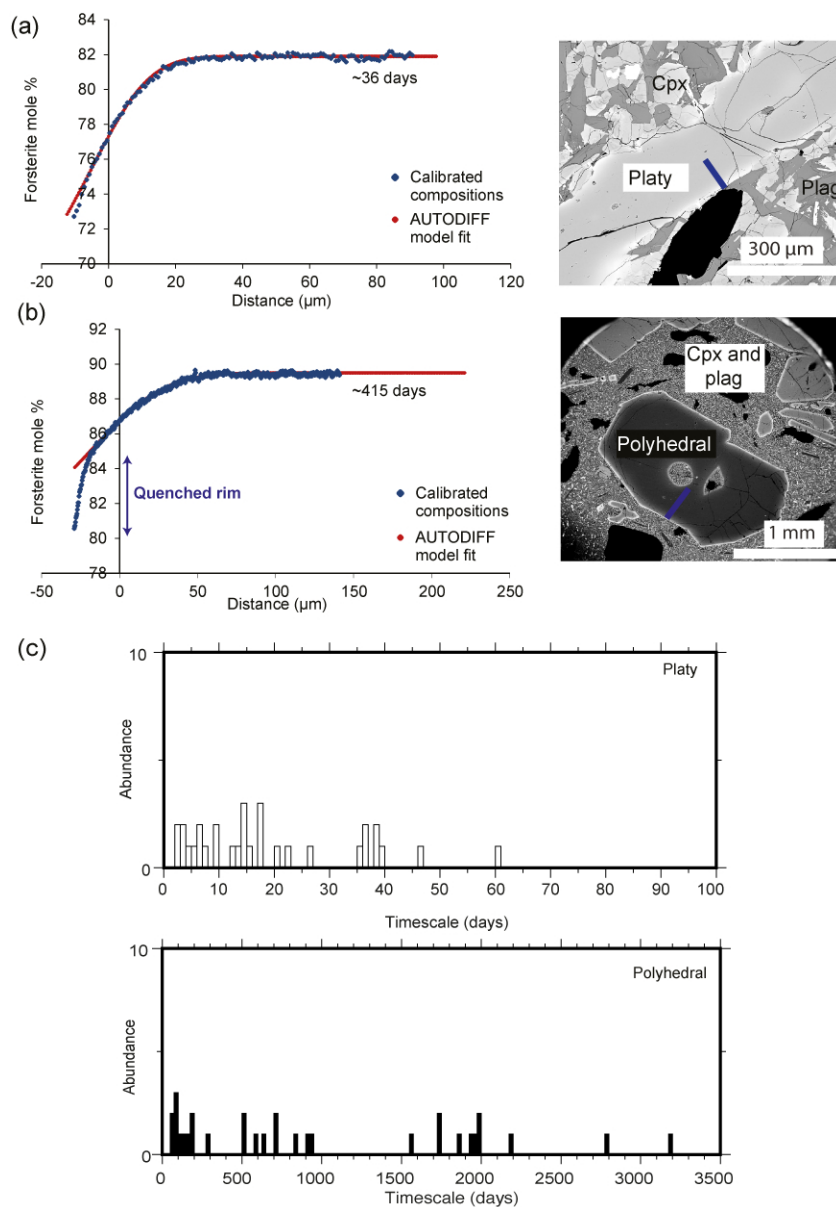 (a)
84
82
80
78
76
74
72
70
-20
0
20
40
60
80
100
120
Forsterite mole %
Distance (µm)
~36 days
Calibrated
compositions
AUTODIFF
model fit
Cpx
Platy
Plag
300 µm
(b)
92
90
88
86
84
82
80
78
-50
0
50
100
150
200
250
Forsterite mole %
Distance (µm)
~415 days
Quenched rim
Calibrated
compositions
AUTODIFF
model fit
Cpx and
plag
Polyhedral
1 mm
(c)
10
0
Abundance
Platy
0
10
20
30
40
50
60
70
80
90
100
Timescale (days)
10
0
Abundance
Polyhedral
0
500
1000
1500
2000
2500
3000
3500
Timescale (days)